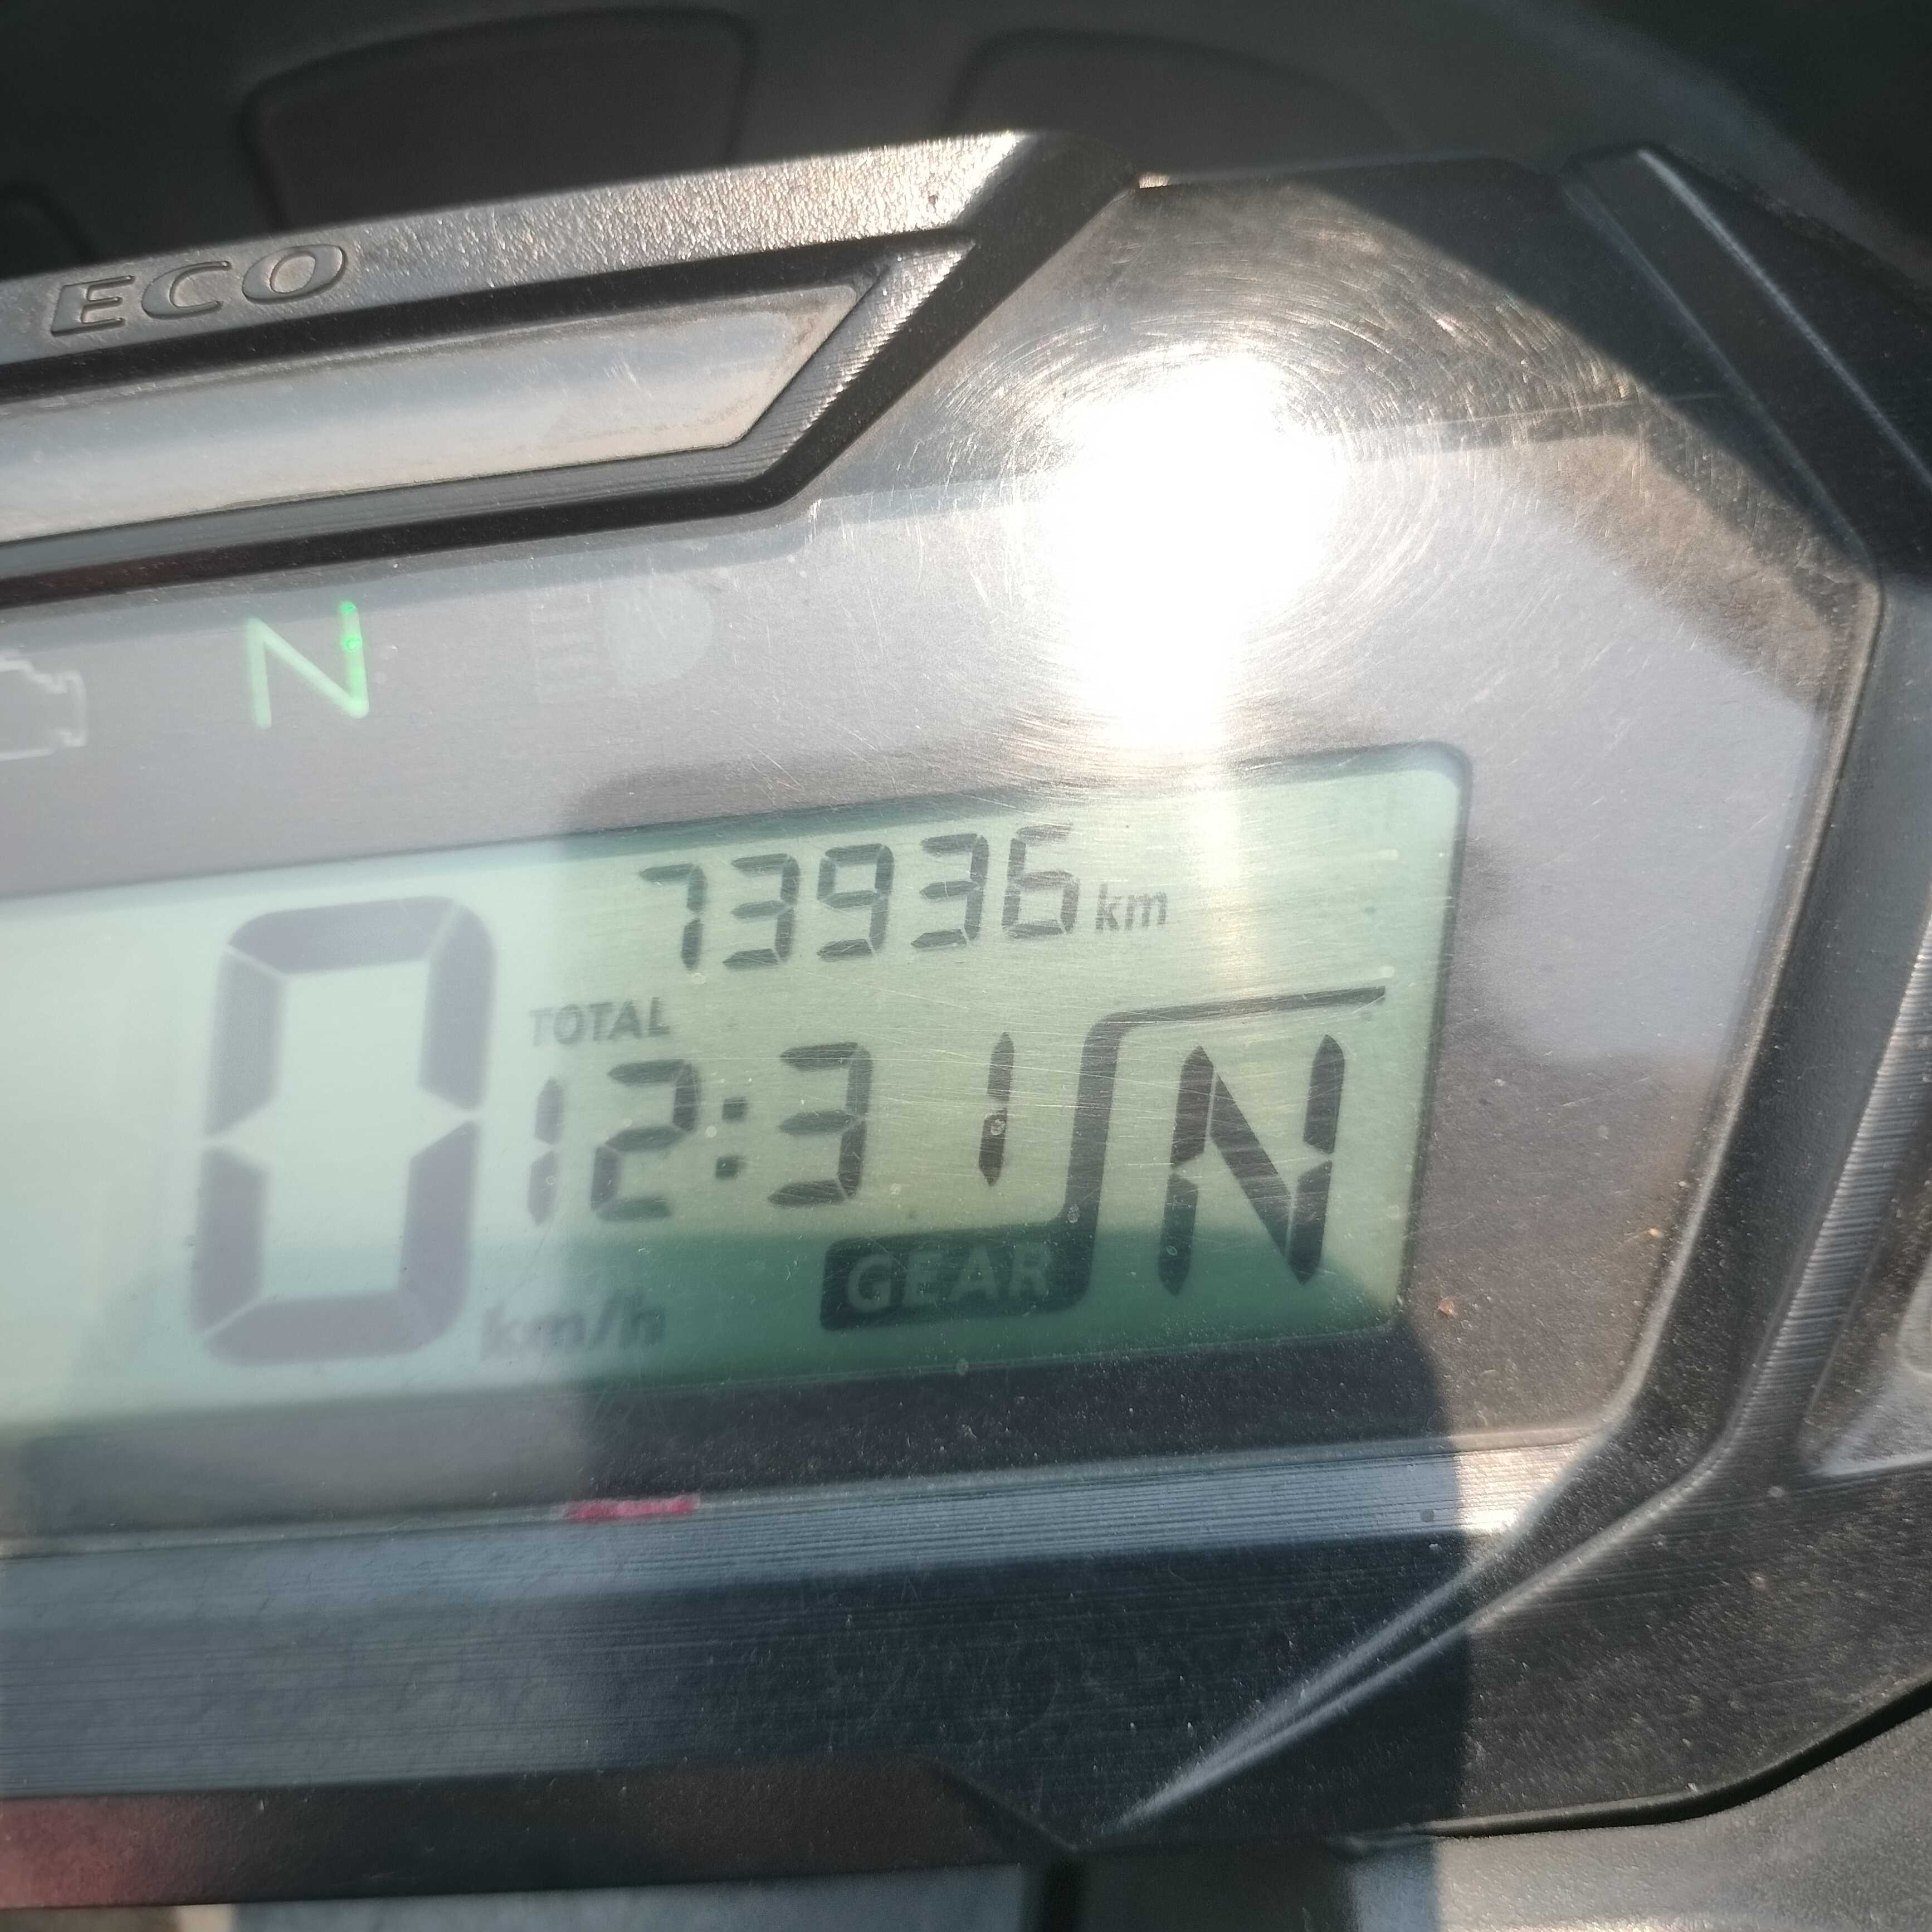 ECO
N
73936 km
TOTAL
0 12:31 N
km/h GEAR